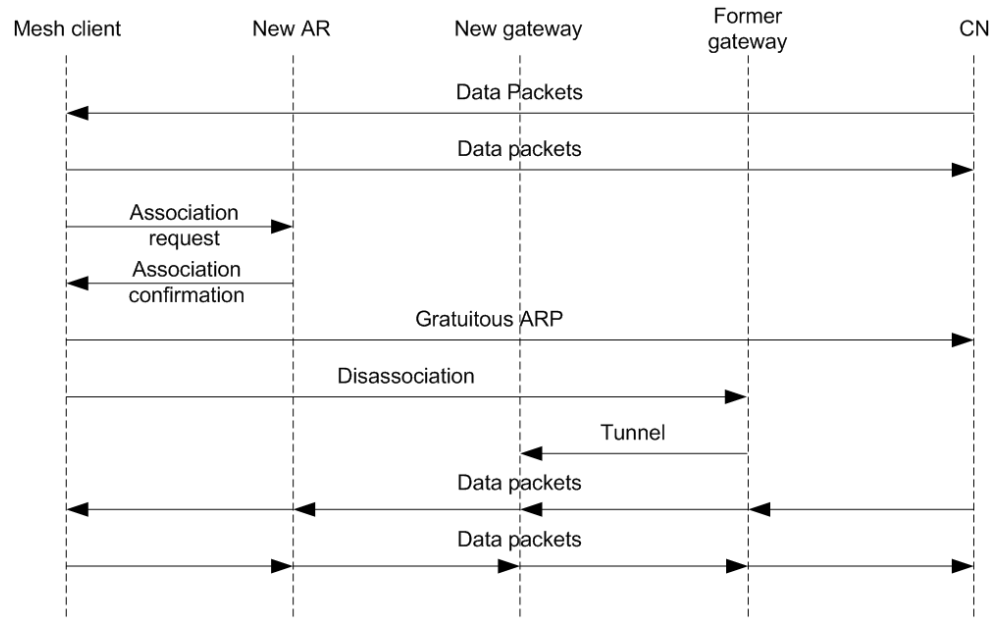 Mesh client
New AR
New gateway
Former
gateway
CN
Data Packets
Data packets
Association
request
Association
confirmation
Gratuitous ARP
Disassociation
Tunnel
Data packets
Data packets